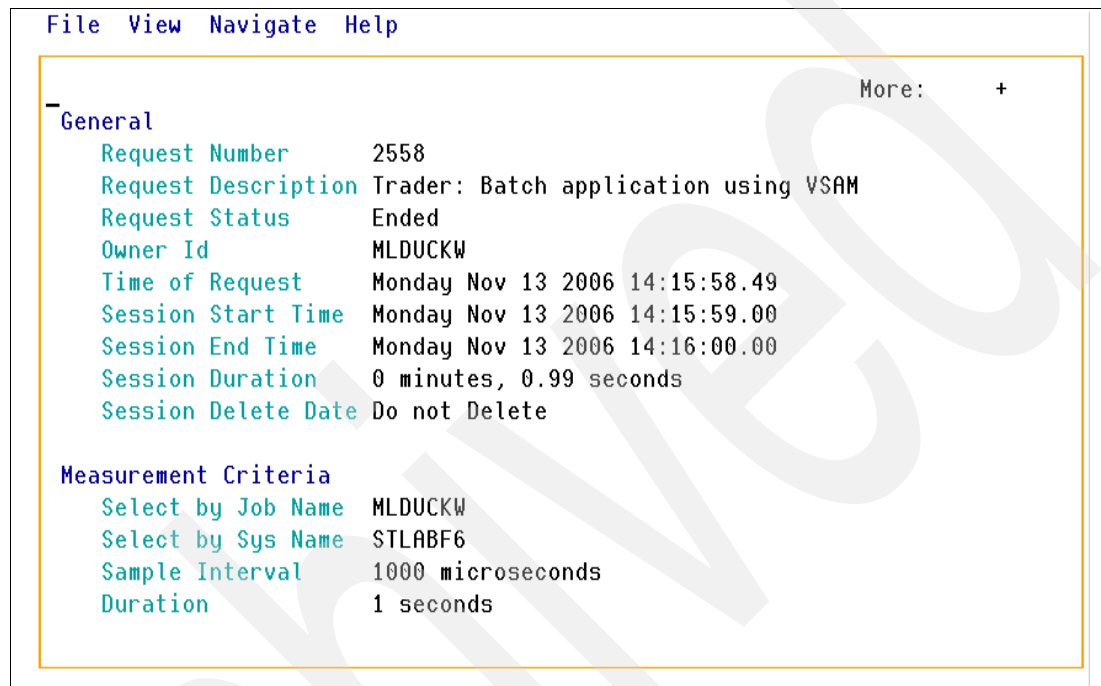 File View Navigate Help
More: +
General
Request Number 2558
Request Description Trader: Batch application using VSAM
Request Status Ended
Owner Id MLDUCKW
Time of Request Monday Nov 13 2006 14:15:58.49
Session Start Time Monday Nov 13 2006 14:15:59.00
Session End Time Monday Nov 13 2006 14:16:00.00
Session Duration 0 minutes, 0.99 seconds
Session Delete Date Do not Delete
Measurement Criteria
Select by Job Name MLDUCKW
Select by Sys Name STLABF6
Sample Interval 1000 microseconds
Duration 1 seconds